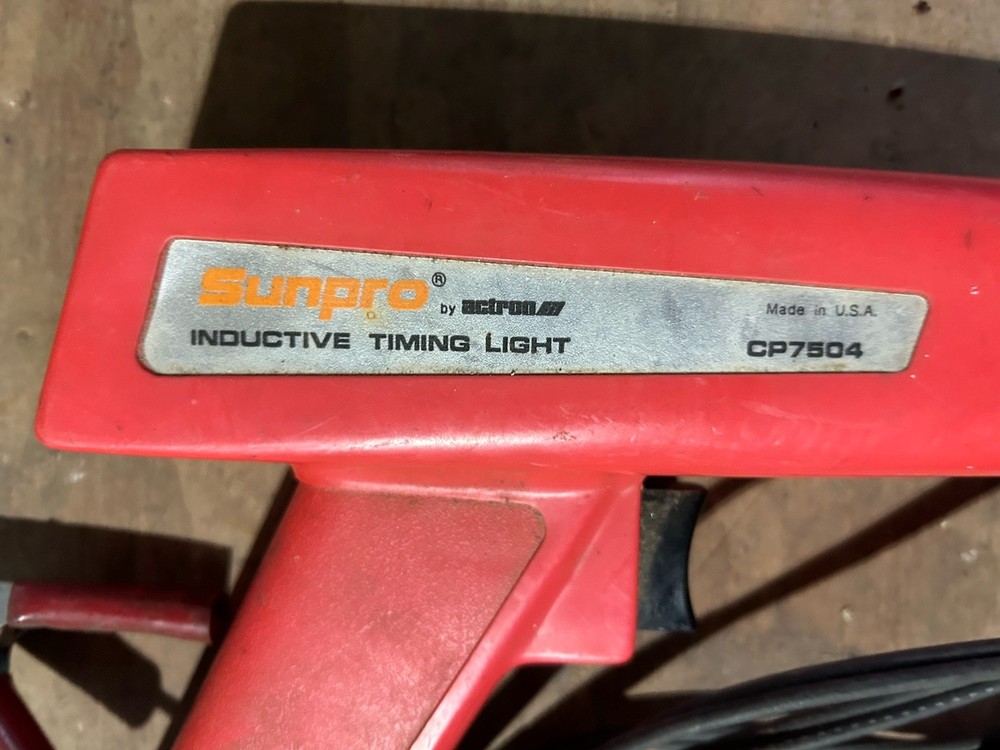 Sunpro® by actron
Made in U.S.A.
INDUCTIVE TIMING LIGHT
CP7504